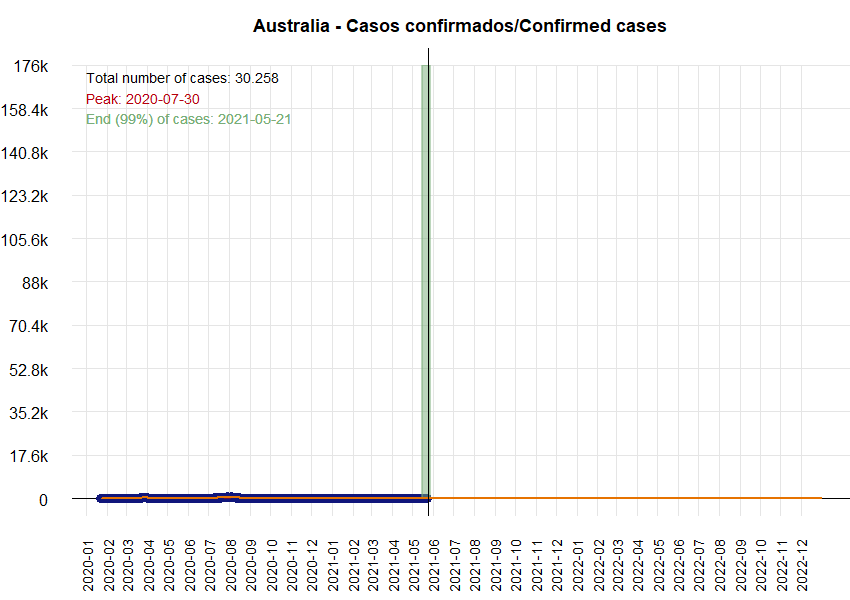 Australia - Casos confirmados/Confirmed cases
176k
Total number of cases: 30.258
Peak: 2020-07-30
158.4k
End (99%) of cases: 2021-05-21
140.8k
123.2k
105.6k
88k
70.4k
52.8k
35.2k
17.6k
0
2020-01
2020-02
2020-03
2020-04
2020-05
2020-06
2020-07
2020-08
2020-09
2020-10
2020-11
2020-12
2021-01
2021-02
2021-03
2021-04
2021-05
2021-06
2021-07
2021-08
2021-09
2021-10
2021-11
2021-12
2022-01
2022-02
2022-03
2022-04
2022-05
2022-06
2022-07
2022-08
2022-09
2022-10
2022-11
2022-12